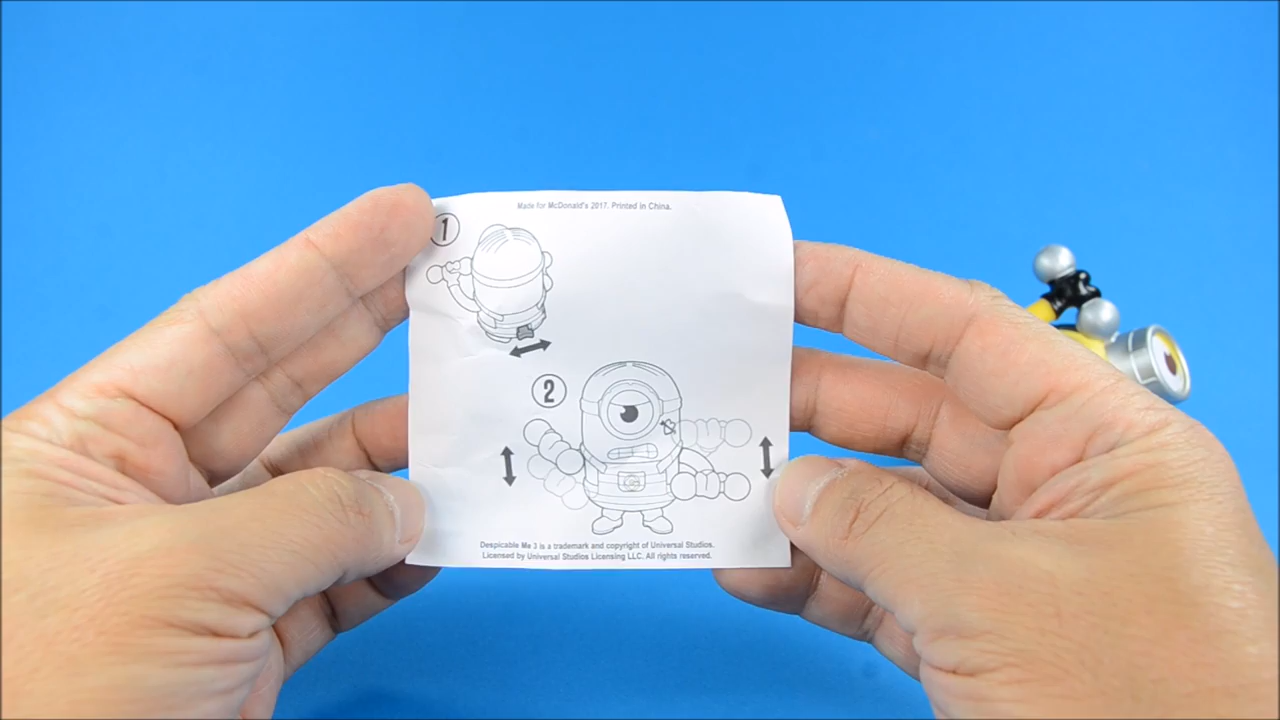 Made for McDonald's 2017. Printed in China.
1
2
Despicable Me 3 is a trademark and copyright of Universal Studios.
Licensed by Universal Studios Licensing LLC. All rights reserved.